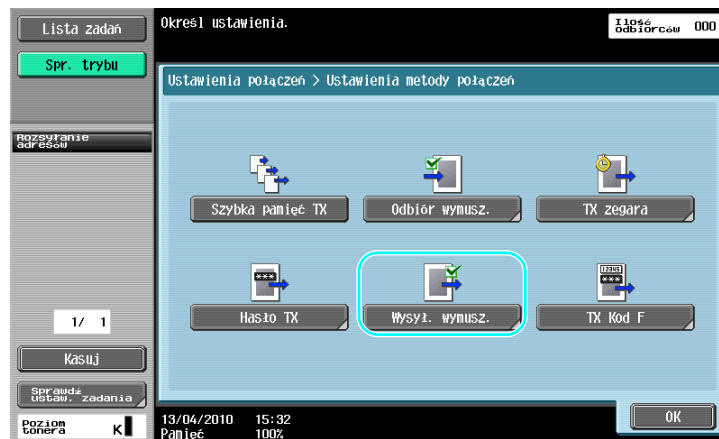 Lista zadań
Określ ustawienia.
Ilość
odbiorców 000
Spr. trybu
Ustawienia połączeń > Ustawienia metody połączeń
Rozsyłanie
adresów
Szybka pamięć TX
Odbiór wymusz.
TX zegara
Hasło TX
Wysył. wymusz.
12345
TX Kod F
1/ 1
Kasuj
Sprawdź
ustaw. zadania
Poziom
tonera K
13/04/2010 15:32
Pamięć 100%
OK